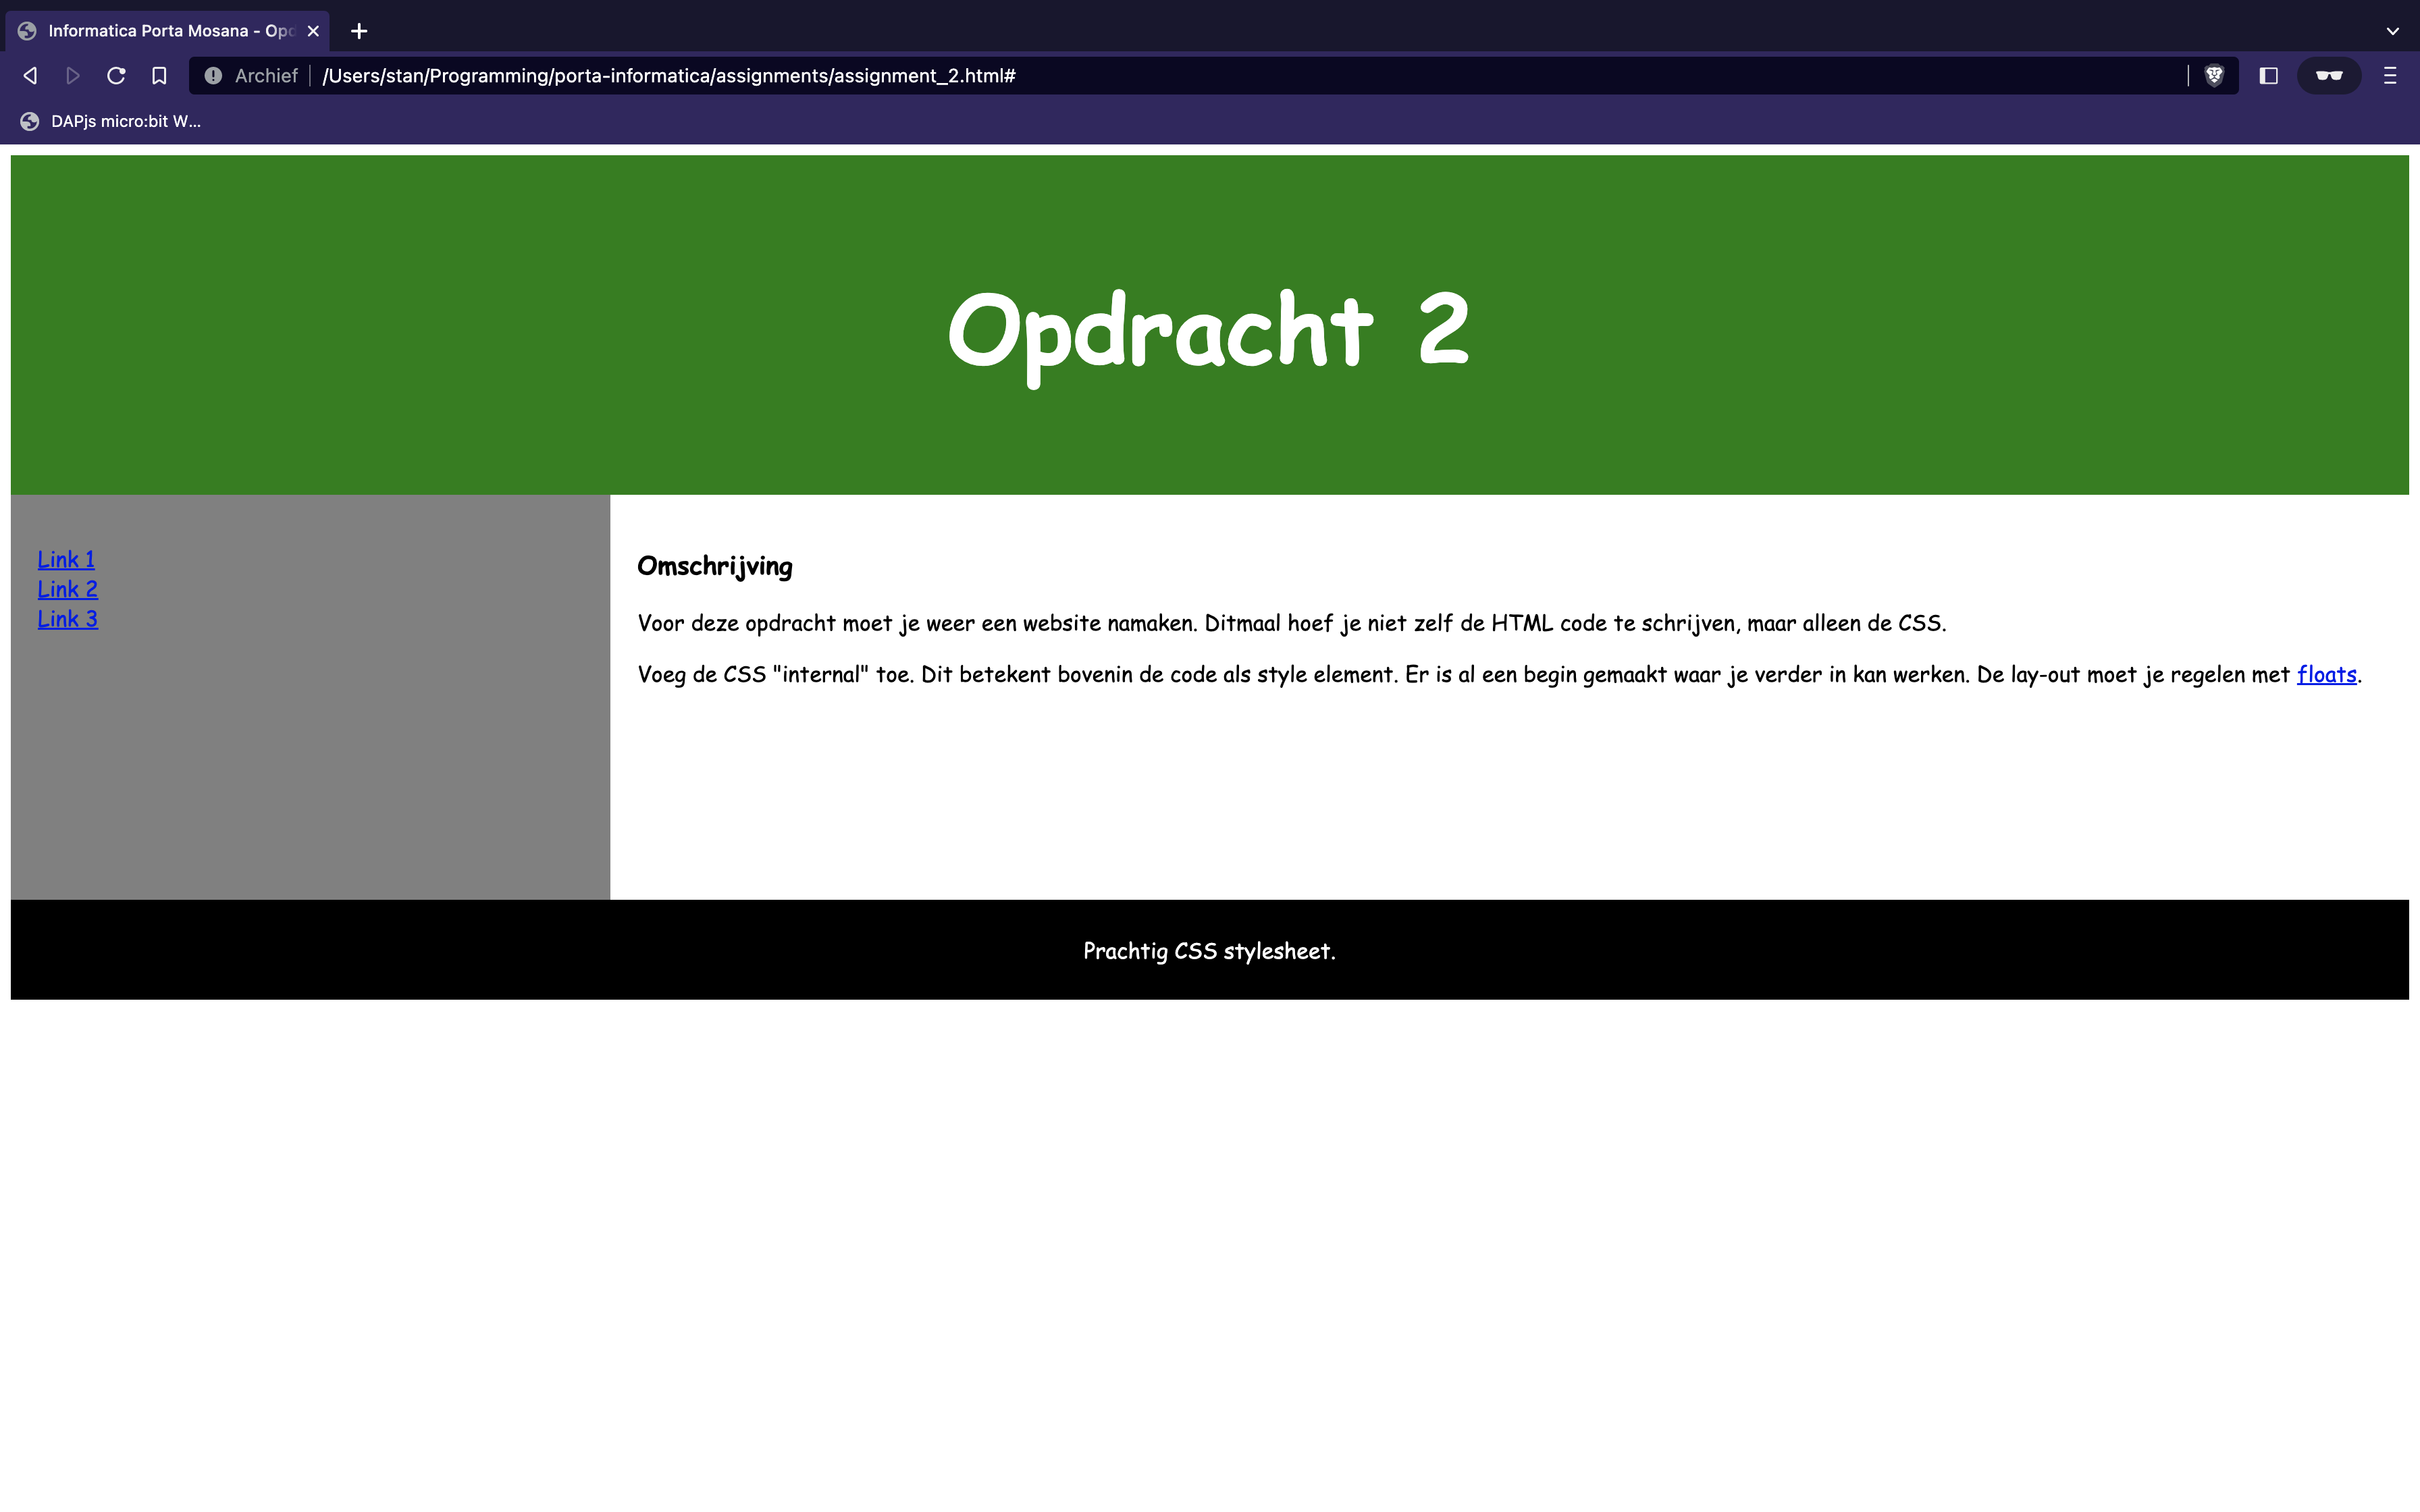 Informatica Porta Mosana - Opd
Archief /Users/stan/Programming/porta-informatica/assignments/assignment_2.html#
DAPjs micro:bit W...
Opdracht 2
Link 1
Link 2
Link 3
Omschrijving
Voor deze opdracht moet je weer een website namaken. Ditmaal hoef je niet zelf de HTML code te schrijven, maar alleen de CSS.
Voeg de CSS "internal" toe. Dit betekent bovenin de code als style element. Er is al een begin gemaakt waar je verder in kan werken. De lay-out moet je regelen met floats.
Prachtig CSS stylesheet.